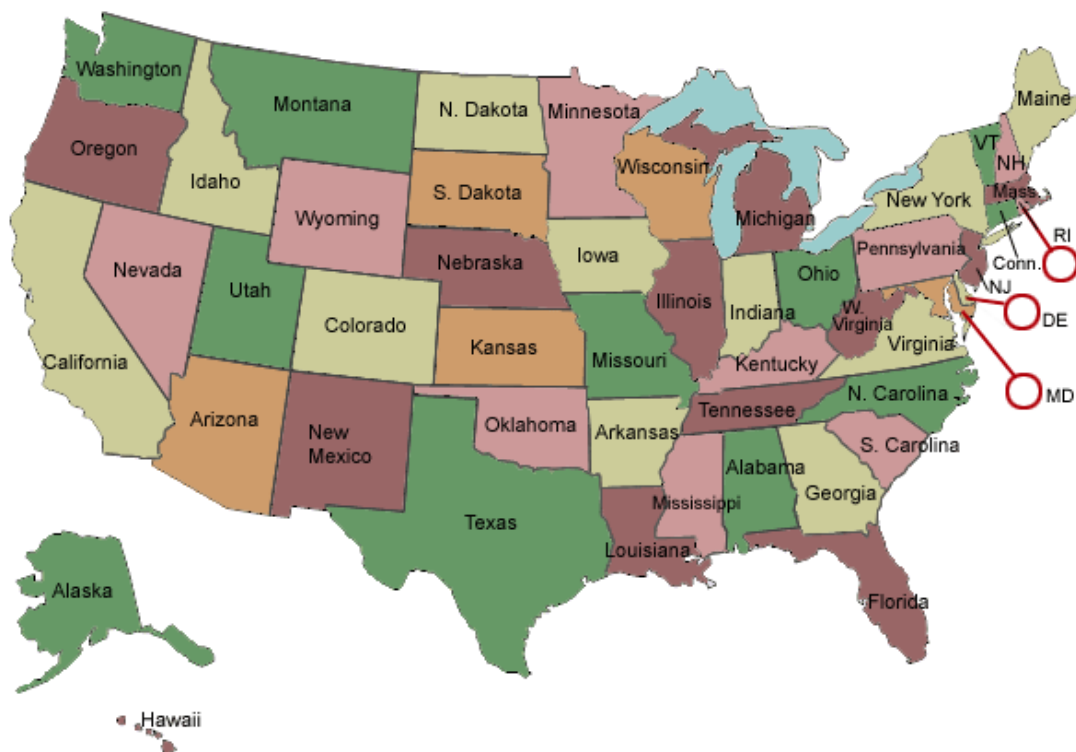 Washington
Montana
N. Dakota
Minnesota
Maine
Oregon
Idaho
Wyoming
S. Dakota
Wisconsin
Michigan
New York
VT
NH
Mass.
RI
Conn.
Nevada
Utah
Colorado
Nebraska
Iowa
Illinois
Indiana
Ohio
Pennsylvania
NJ
DE
MD
California
Kansas
Missouri
Kentucky
W.
Virginia
Virginia
Arizona
New
Mexico
Oklahoma
Arkansas
Tennessee
N. Carolina
S. Carolina
Texas
Louisiana
Mississippi
Alabama
Georgia
Florida
Alaska
Hawaii